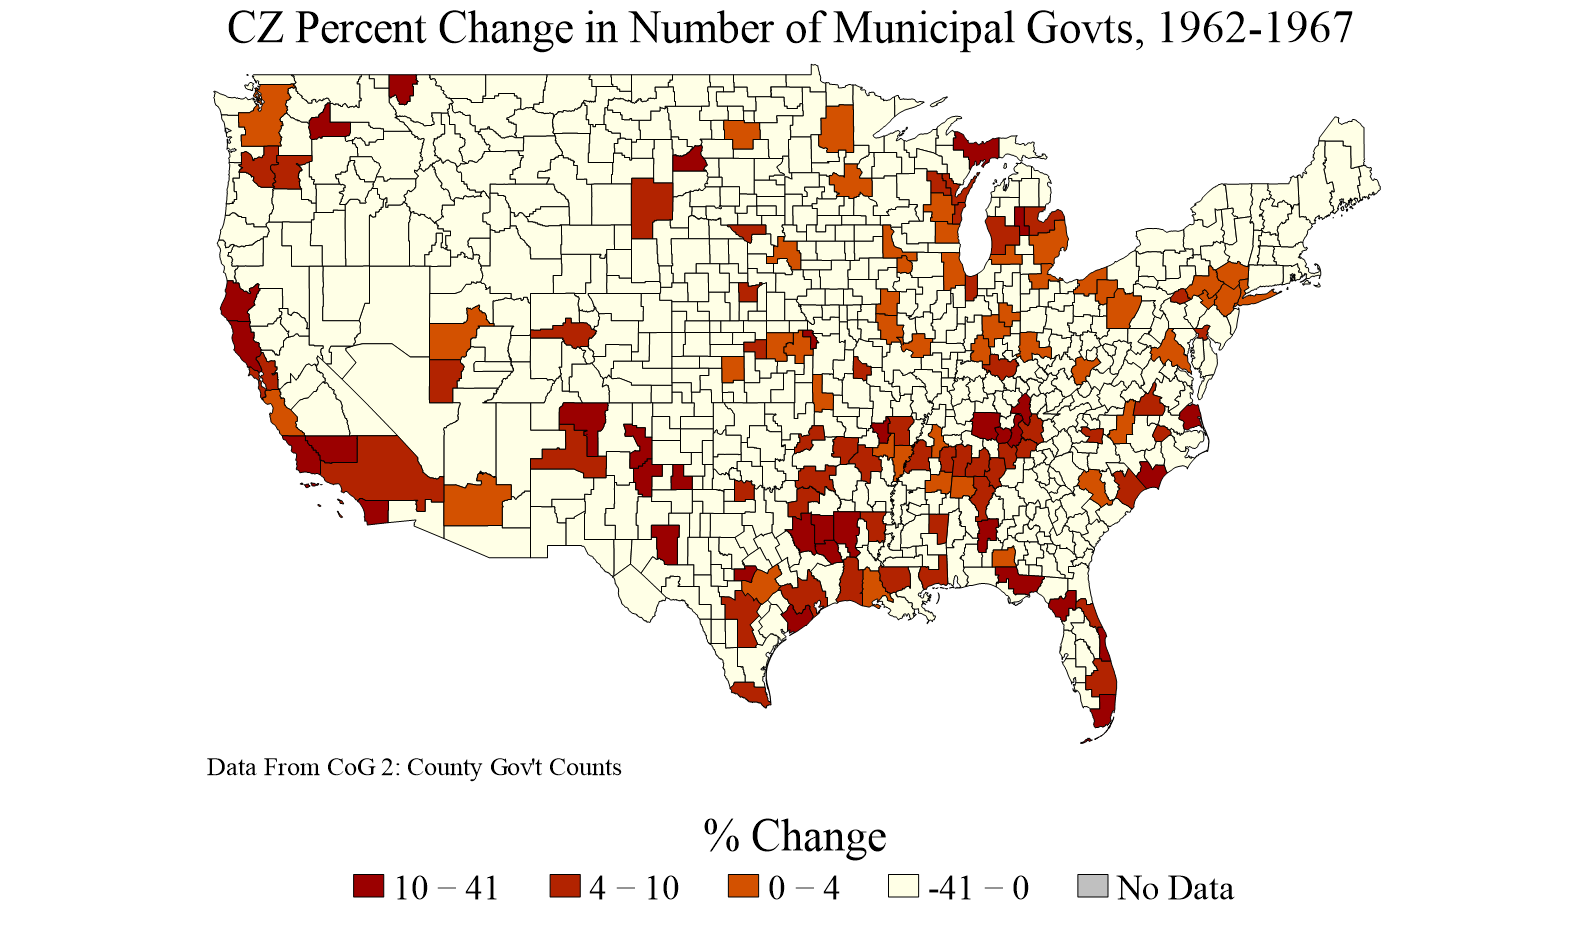 CZ Percent Change in Number of Municipal Govts, 1962-1967
Data From CoG 2: County Gov't Counts
% Change
10 – 41 4 – 10 0 – 4 -41 – 0 No Data